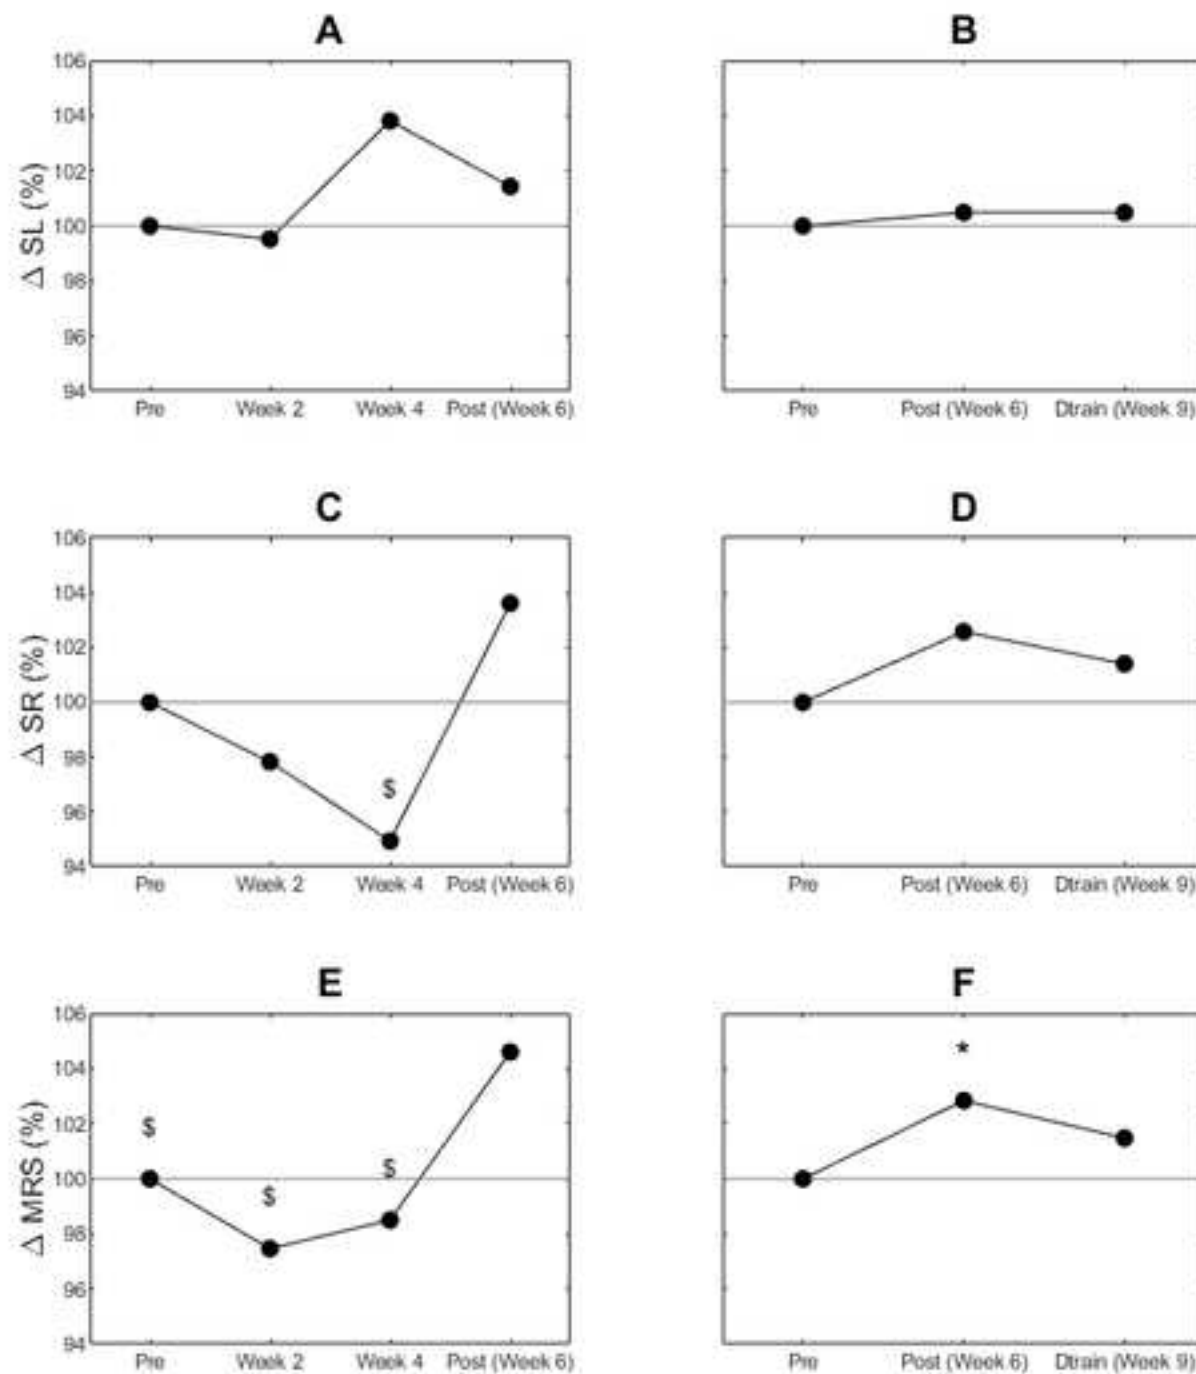 A
106
104
102
100
98
96
94
Δ SL (%)
Pre Week 2 Week 4 Post (Week 6)
B
Pre Post (Week 6) Dtrain (Week 9)
C
106
104
102
100
98
96
94
Δ SR (%)
$
Pre Week 2 Week 4 Post (Week 6)
D
Pre Post (Week 6) Dtrain (Week 9)
E
106
104
102
100
98
96
94
Δ MRS (%)
$
$
$
Pre Week 2 Week 4 Post (Week 6)
F
*
Pre Post (Week 6) Dtrain (Week 9)